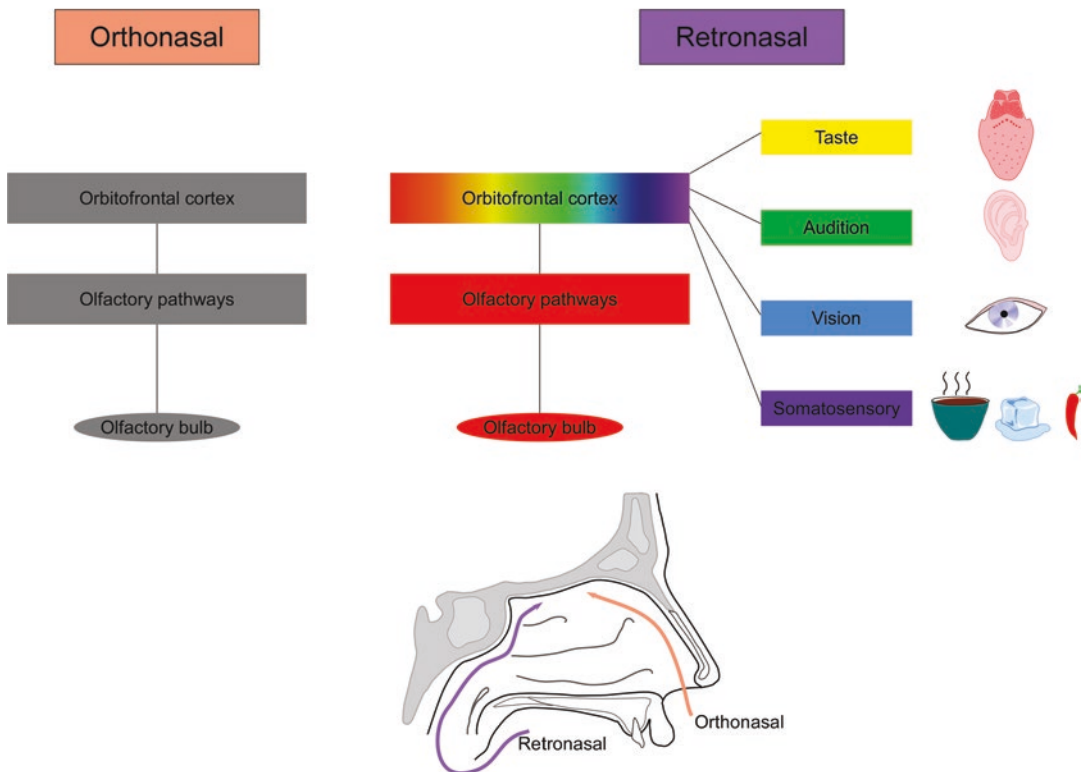 Orthonasal
Retronasal
Orbitofrontal cortex
Olfactory pathways
Olfactory bulb
Orbitofrontal cortex
Olfactory pathways
Olfactory bulb
Taste
Audition
Vision
Somatosensory
Orthonasal
Retronasal